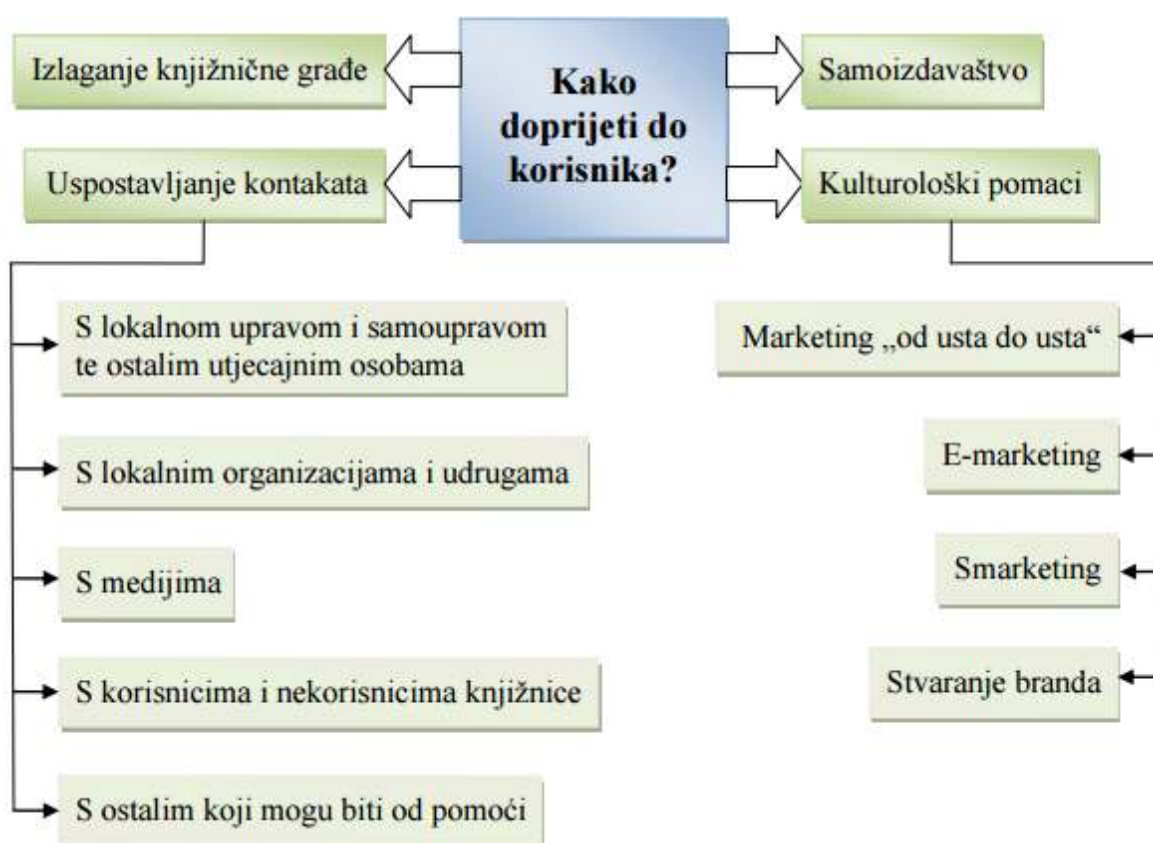 Izlaganje knjižnične građe
Kako
doprijeti do
korisnika?
Samoizdavaštvo
Uspostavljanje kontakata
Kulturološki pomaci
S lokalnom upravom i samoupravom
te ostalim utjecajnim osobama
S lokalnim organizacijama i udrugama
S medijima
S korisnicima i nekorisnicima knjižnice
S ostalim koji mogu biti od pomoći
Marketing „od usta do usta“
E-marketing
Smarketing
Stvaranje branda